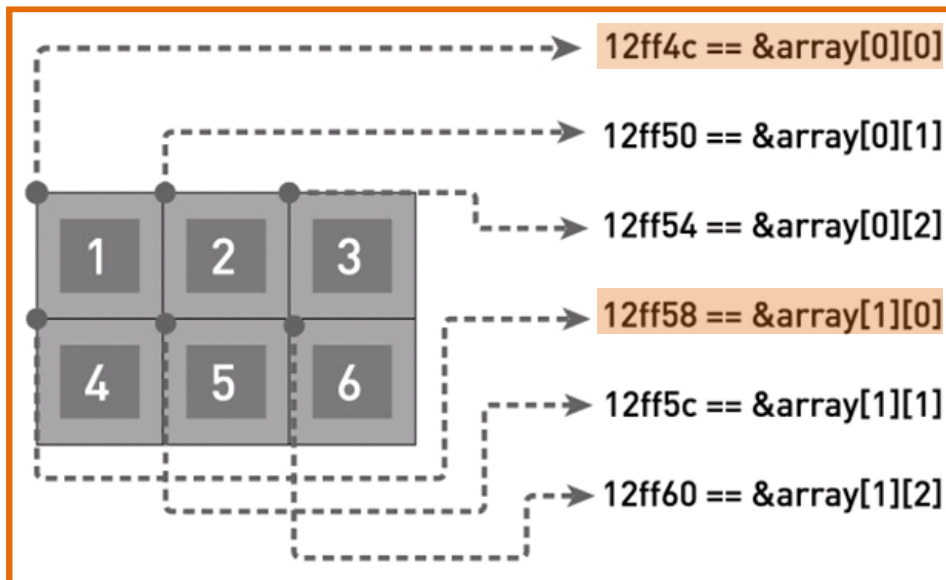 12ff4c == &array[0][0]
12ff50 == &array[0][1]
12ff54 == &array[0][2]
1 2 3
12ff58 == &array[1][0]
4 5 6
12ff5c == &array[1][1]
12ff60 == &array[1][2]